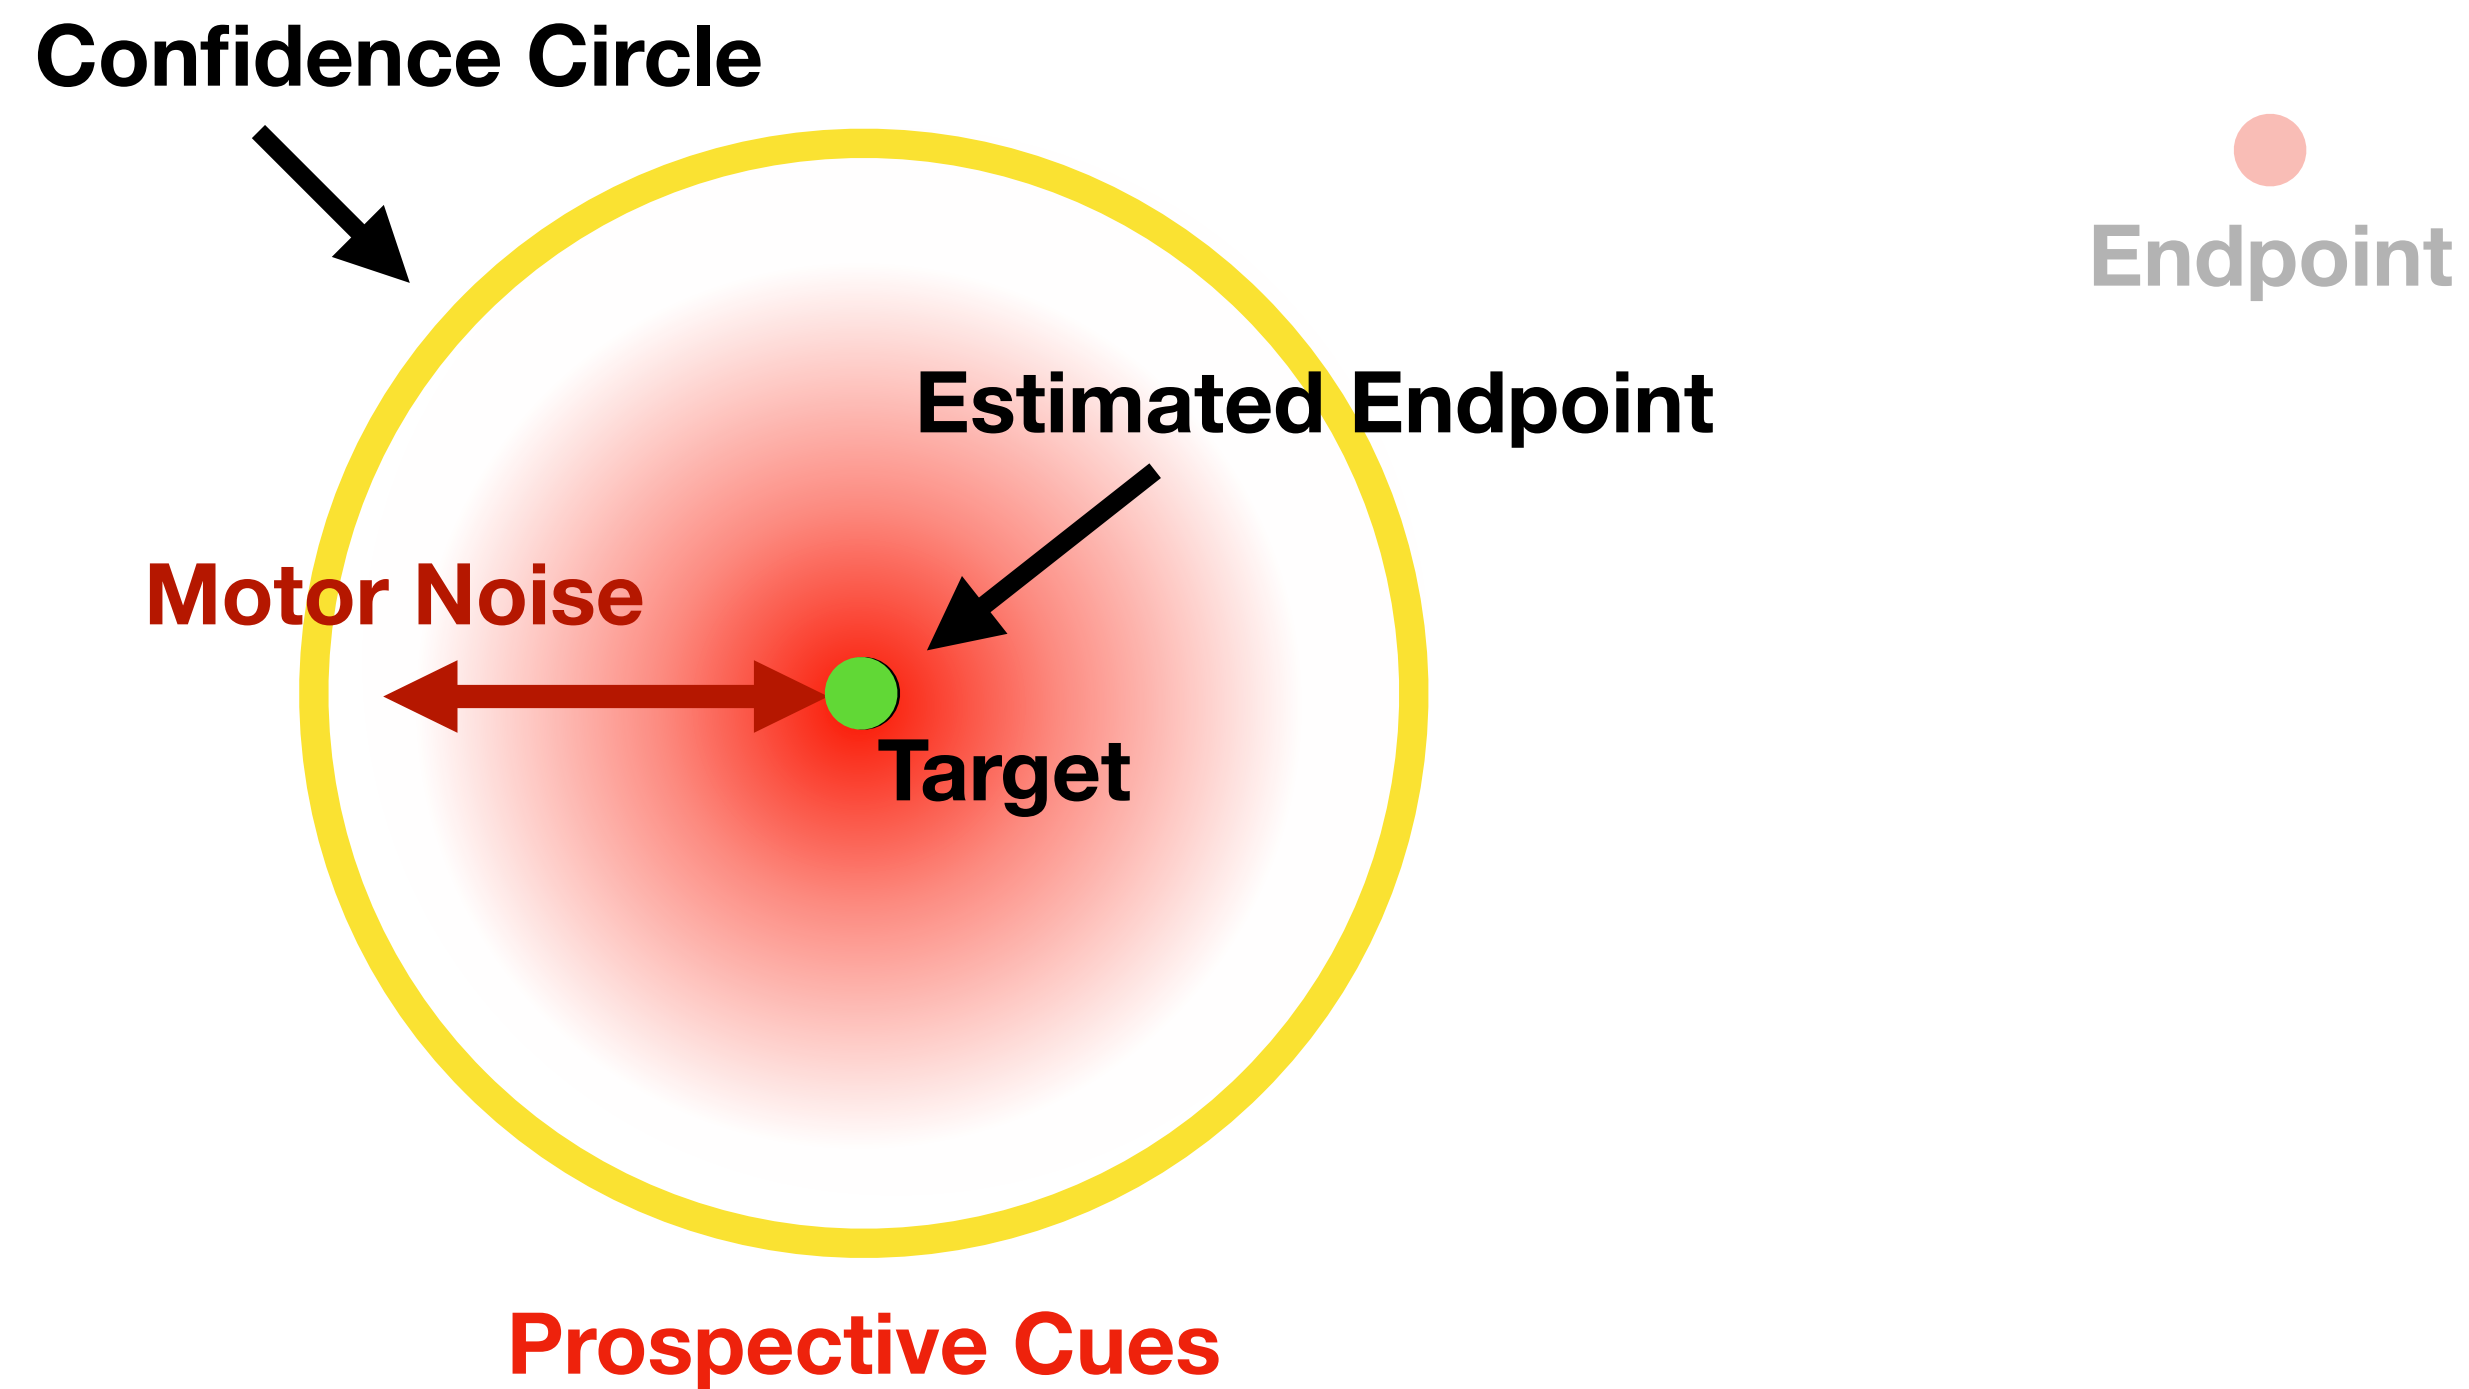 Confidence Circle
Endpoint
Estimated Endpoint
Motor Noise
Target
Prospective Cues